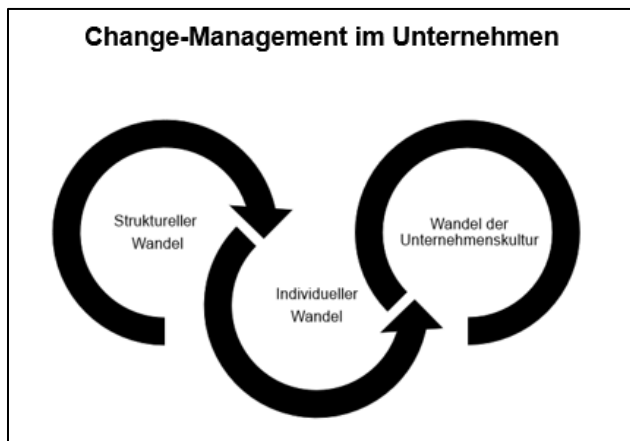 Change-Management im Unternehmen
Struktureller
Wandel
Individueller
Wandel
Wandel der
Unternehmenskultur